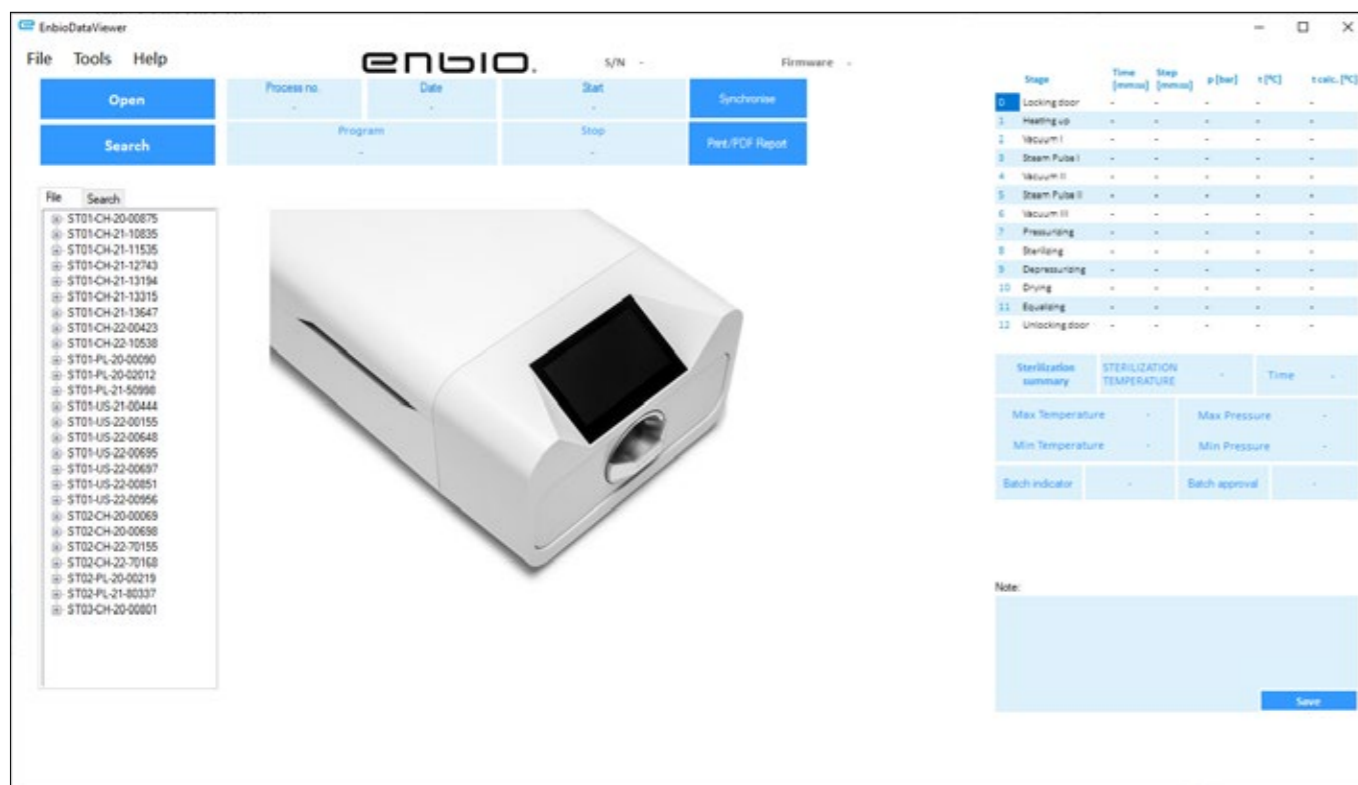 EnbioDataViewer
File Tools Help
enbio.
S/N -
Firmware -
Open
Search
Process no.
-
Date
-
Start
-
Synchronise
Program
-
Stop
-
Print/PDF Report
File Search
ST01-CH-20-00875
ST01-CH-21-10835
ST01-CH-21-11535
ST01-CH-21-12743
ST01-CH-21-13194
ST01-CH-21-13315
ST01-CH-21-13647
ST01-CH-22-00423
ST01-CH-22-10538
ST01-PL-20-00090
ST01-PL-20-02012
ST01-PL-21-50998
ST01-US-21-00444
ST01-US-22-00155
ST01-US-22-00648
ST01-US-22-00695
ST01-US-22-00697
ST01-US-22-00851
ST01-US-22-00956
ST02-CH-20-00069
ST02-CH-20-00698
ST02-CH-22-70155
ST02-CH-22-70168
ST02-PL-20-00219
ST02-PL-21-80337
ST03-CH-20-00801
Stage Time [mm:ss] Step [mm:ss] p [bar] t [°C] t calc. [°C]
0 Locking door - - - - -
1 Heating up - - - - -
2 Vacuum I - - - - -
3 Steam Pulse I - - - - -
4 Vacuum II - - - - -
5 Steam Pulse II - - - - -
6 Vacuum III - - - - -
7 Pressurizing - - - - -
8 Sterilizing - - - - -
9 Depressurizing - - - - -
10 Drying - - - - -
11 Equalizing - - - - -
12 Unlocking door - - - - -
Sterilization summary
STERILIZATION TEMPERATURE -
Time -
Max Temperature -
Max Pressure -
Min Temperature -
Min Pressure -
Batch indicator -
Batch approval -
Note:
Save